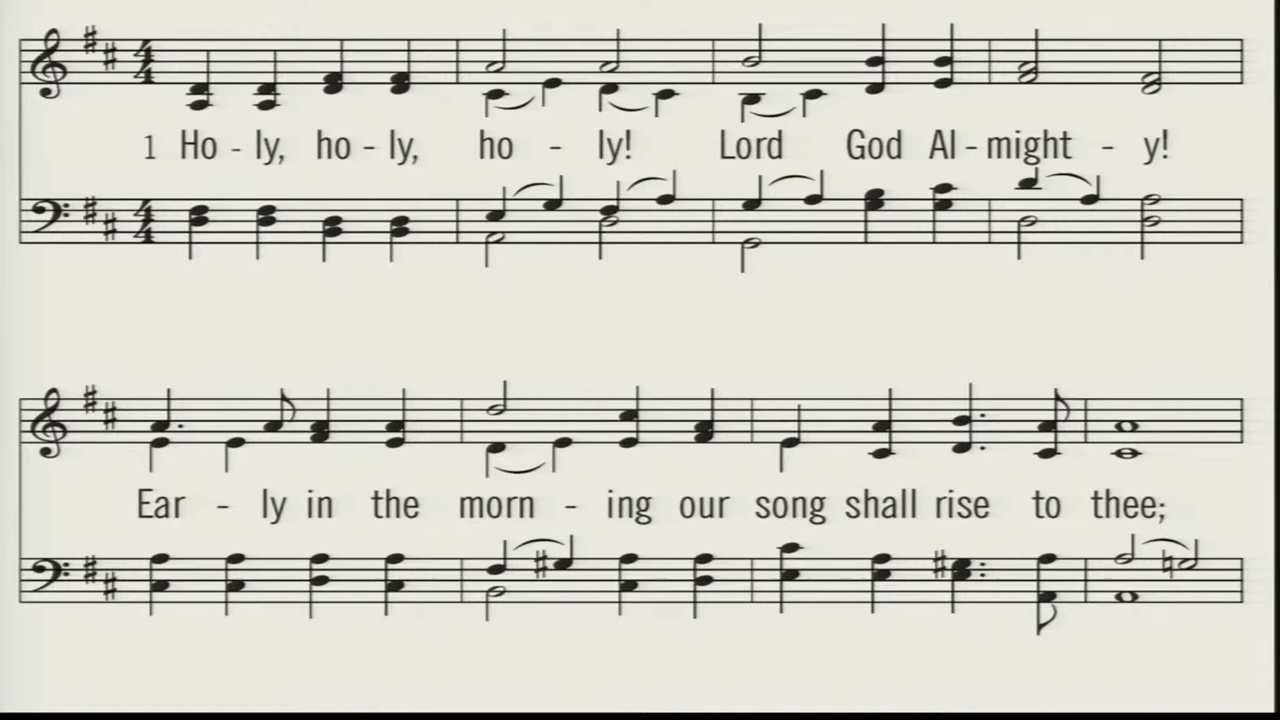 1 Ho - ly, ho - ly, ho - ly! Lord God Al - might - y!
Ear - ly in the morn - ing our song shall rise to thee;